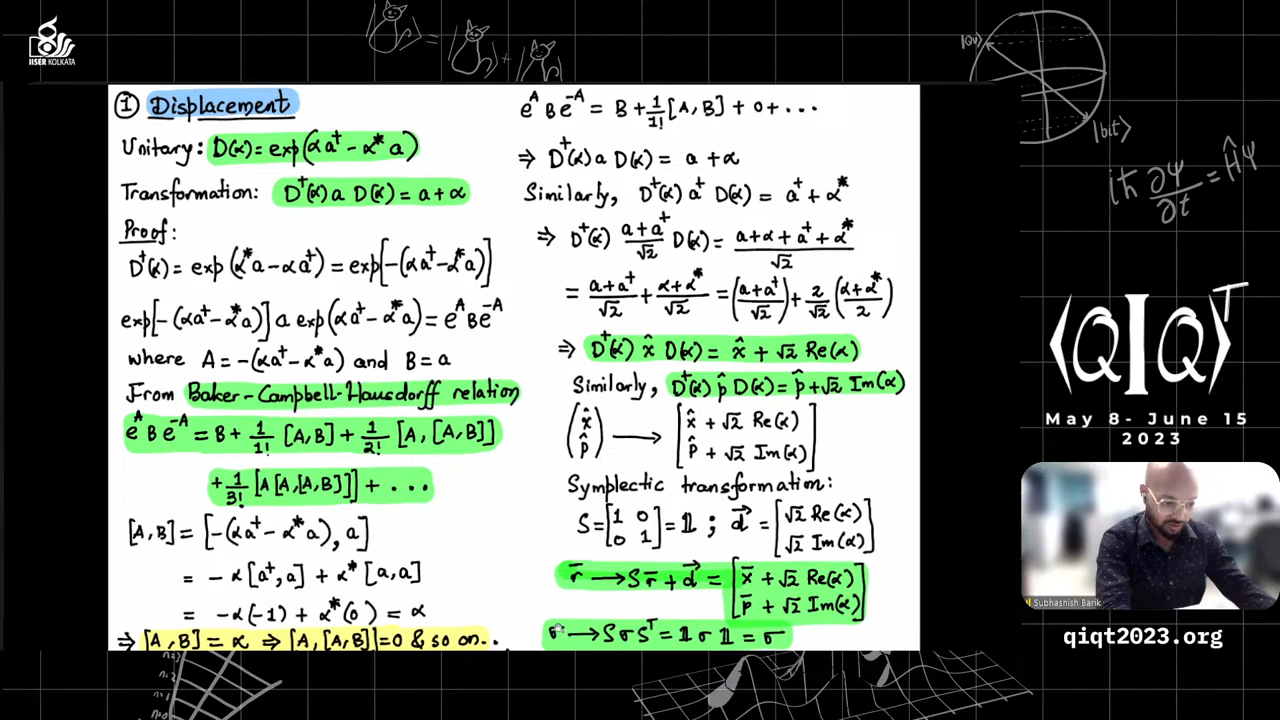 IISER KOLKATA
① Displacement
Unitary: D(α)=exp(αa†-α*a)
Transformation: D†(α) a D(α) = a+α
Proof:
D†(α) = exp(α*a-αa†) = exp[-(αa†-α*a)]
exp[-(αa†-α*a)] a exp(αa†-α*a) = e^A B e^-A
where A=-(αa†-α*a) and B=a
From Baker-Campbell-Hausdorff relation
e^A B e^-A = B + 1/1! [A,B] + 1/2! [A,[A,B]]
+ 1/3! [A[A,[A,B]]] + ...
[A,B] = [-(αa†-α*a), a]
= -α[a†,a] + α*[a,a]
= -α(-1) + α*(0) = α
⇒ [A,B] = α ⇒ [A,[A,B]]=0 & so on..
e^A B e^-A = B + 1/1! [A,B] + 0 + ...
⇒ D†(α) a D(α) = a+α
Similarly, D†(α) a† D(α) = a†+α*
⇒ D†(α) (a+a†)/√2 D(α) = (a+α+a†+α*)/√2
= (a+a†)/√2 + (α+α*)/√2 = ((a+a†)/√2) + 2/√2 ((α+α*)/2)
⇒ D†(α) x̂ D(α) = x̂ + √2 Re(α)
Similarly, D†(α) p̂ D(α) = p̂+√2 Im(α)
(x̂ p̂) ⟶ [x̂ + √2 Re(α)
p̂ + √2 Im(α)]
Symplectic transformation:
S = [1 0
0 1] = 𝟙 ; d⃗ = [√2 Re(α)
√2 Im(α)]
r̄ ⟶ S r̄ + d⃗ = [x̄ + √2 Re(α)
p̄ + √2 Im(α)]
σ ⟶ SσSᵀ = 𝟙 σ 𝟙 = σ
|0⟩
|bit⟩
iħ ∂ψ/∂t = Ĥψ
⟨Q|Q⟩ᵀ
May 8- June 15
2023
Subhashish Barik
qiqt2023.org
n=2
n=1
n=0